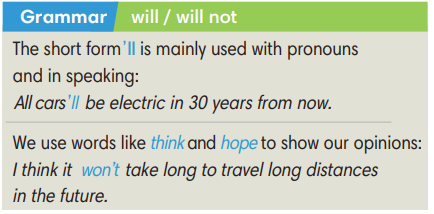 Grammar will / will not
The short form'll is mainly used with pronouns
and in speaking:
All cars'll be electric in 30 years from now.
We use words like think and hope to show our opinions:
I think it won't take long to travel long distances
in the future.